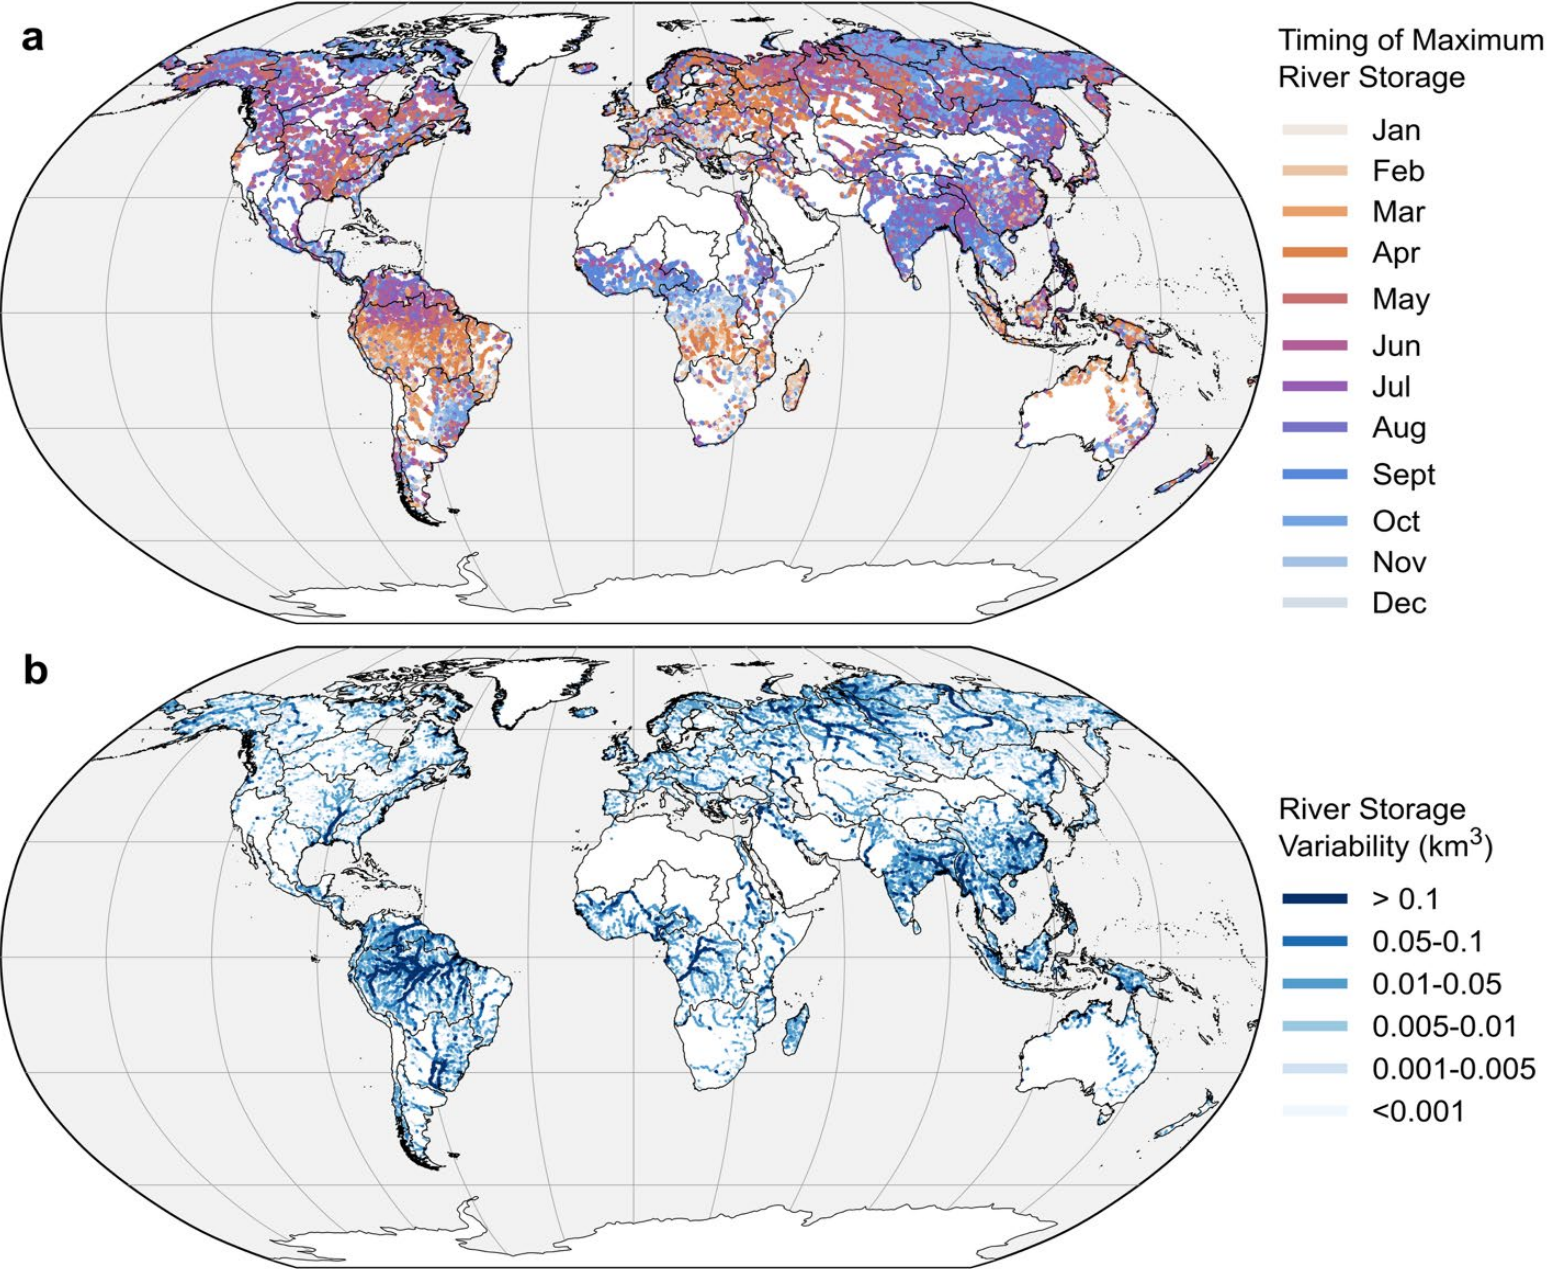 a
Timing of Maximum
River Storage
Jan
Feb
Mar
Apr
May
Jun
Jul
Aug
Sept
Oct
Nov
Dec
b
River Storage
Variability (km³)
> 0.1
0.05-0.1
0.01-0.05
0.005-0.01
0.001-0.005
<0.001